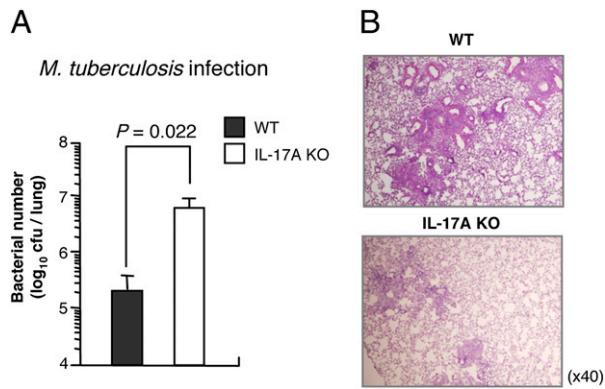 A
M. tuberculosis infection
P = 0.022
WT
IL-17A KO
Bacterial number
(log10 cfu / lung)
8
7
6
5
4
B
WT
IL-17A KO
(x40)